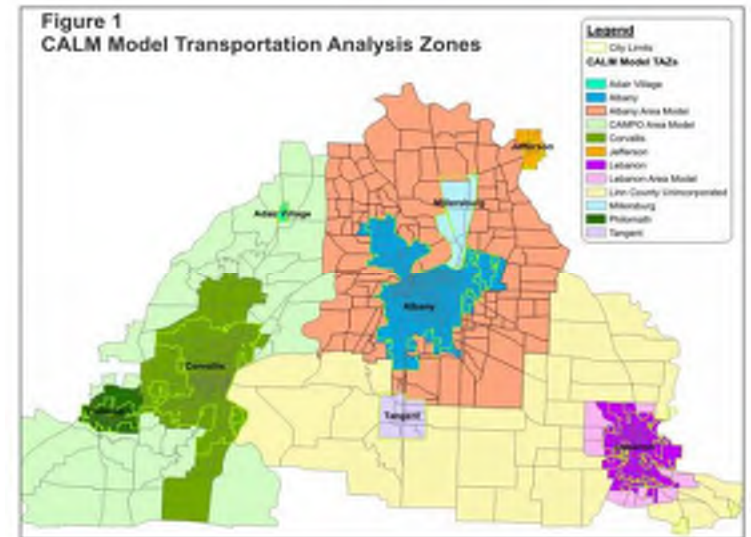 Figure 1
CALM Model Transportation Analysis Zones
Legend
City Limits
CALM Model TAZs
Adair Village
Albany
Albany Area Model
CAMPO Area Model
Corvallis
Jefferson
Lebanon
Lebanon Area Model
Linn County Unincorporated
Millersburg
Philomath
Tangent
Jefferson
Millersburg
Adair Village
Albany
Corvallis
Tangent